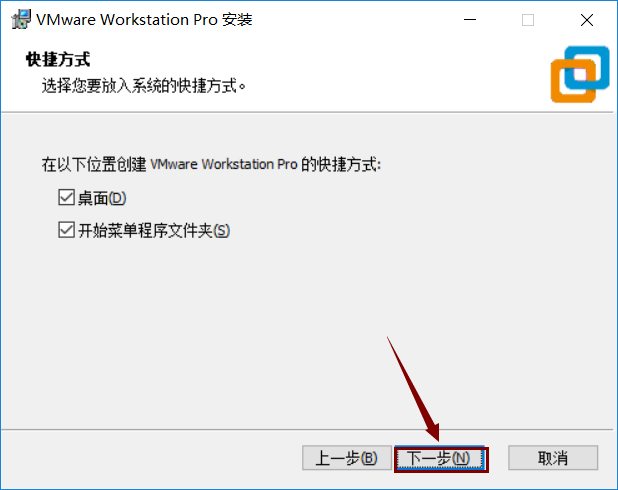 VMware Workstation Pro 安装
快捷方式
选择您要放入系统的快捷方式。
在以下位置创建 VMware Workstation Pro 的快捷方式:
桌面(D)
开始菜单程序文件夹(S)
上一步(B) 下一步(N) 取消